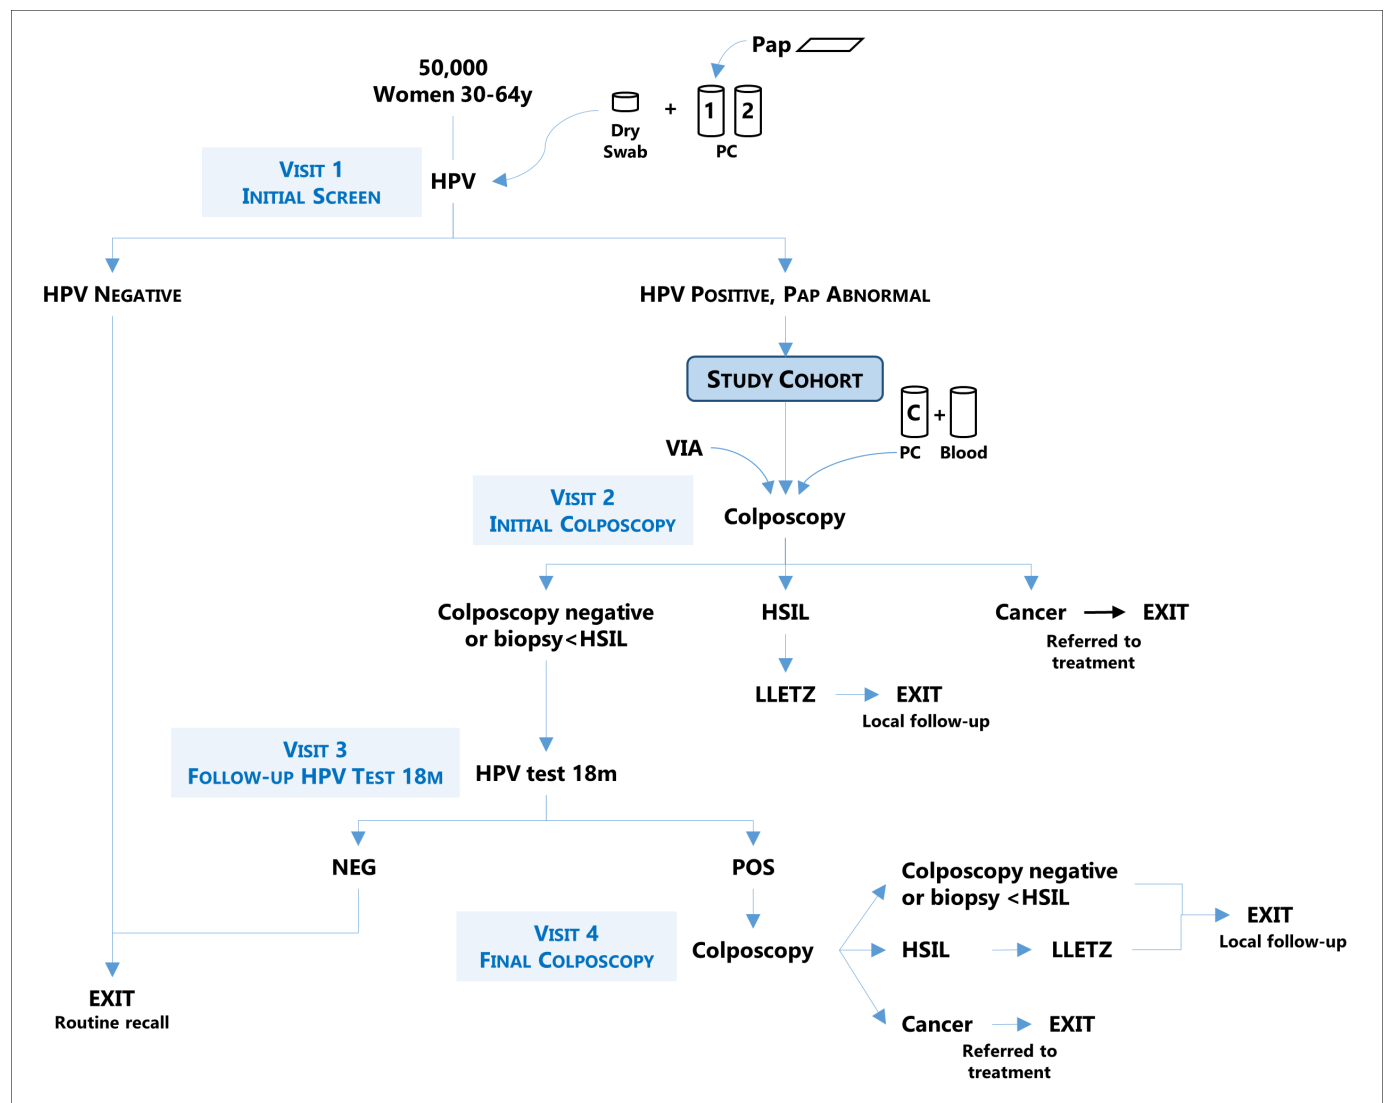 Pap
50,000
Women 30-64y
1
2
+
Dry
Swab
PC
VISIT 1
INITIAL SCREEN
HPV
HPV NEGATIVE
HPV POSITIVE, PAP ABNORMAL
STUDY COHORT
C
+
PC
Blood
VIA
VISIT 2
INITIAL COLPOSCOPY
Colposcopy
Colposcopy negative
or biopsy<HSIL
HSIL
Cancer
EXIT
Referred to
treatment
LLETZ
EXIT
Local follow-up
VISIT 3
FOLLOW-UP HPV TEST 18M
HPV test 18m
NEG
POS
Colposcopy negative
or biopsy <HSIL
VISIT 4
FINAL COLPOSCOPY
Colposcopy
HSIL
LLETZ
EXIT
Local follow-up
EXIT
Routine recall
Cancer
EXIT
Referred to
treatment